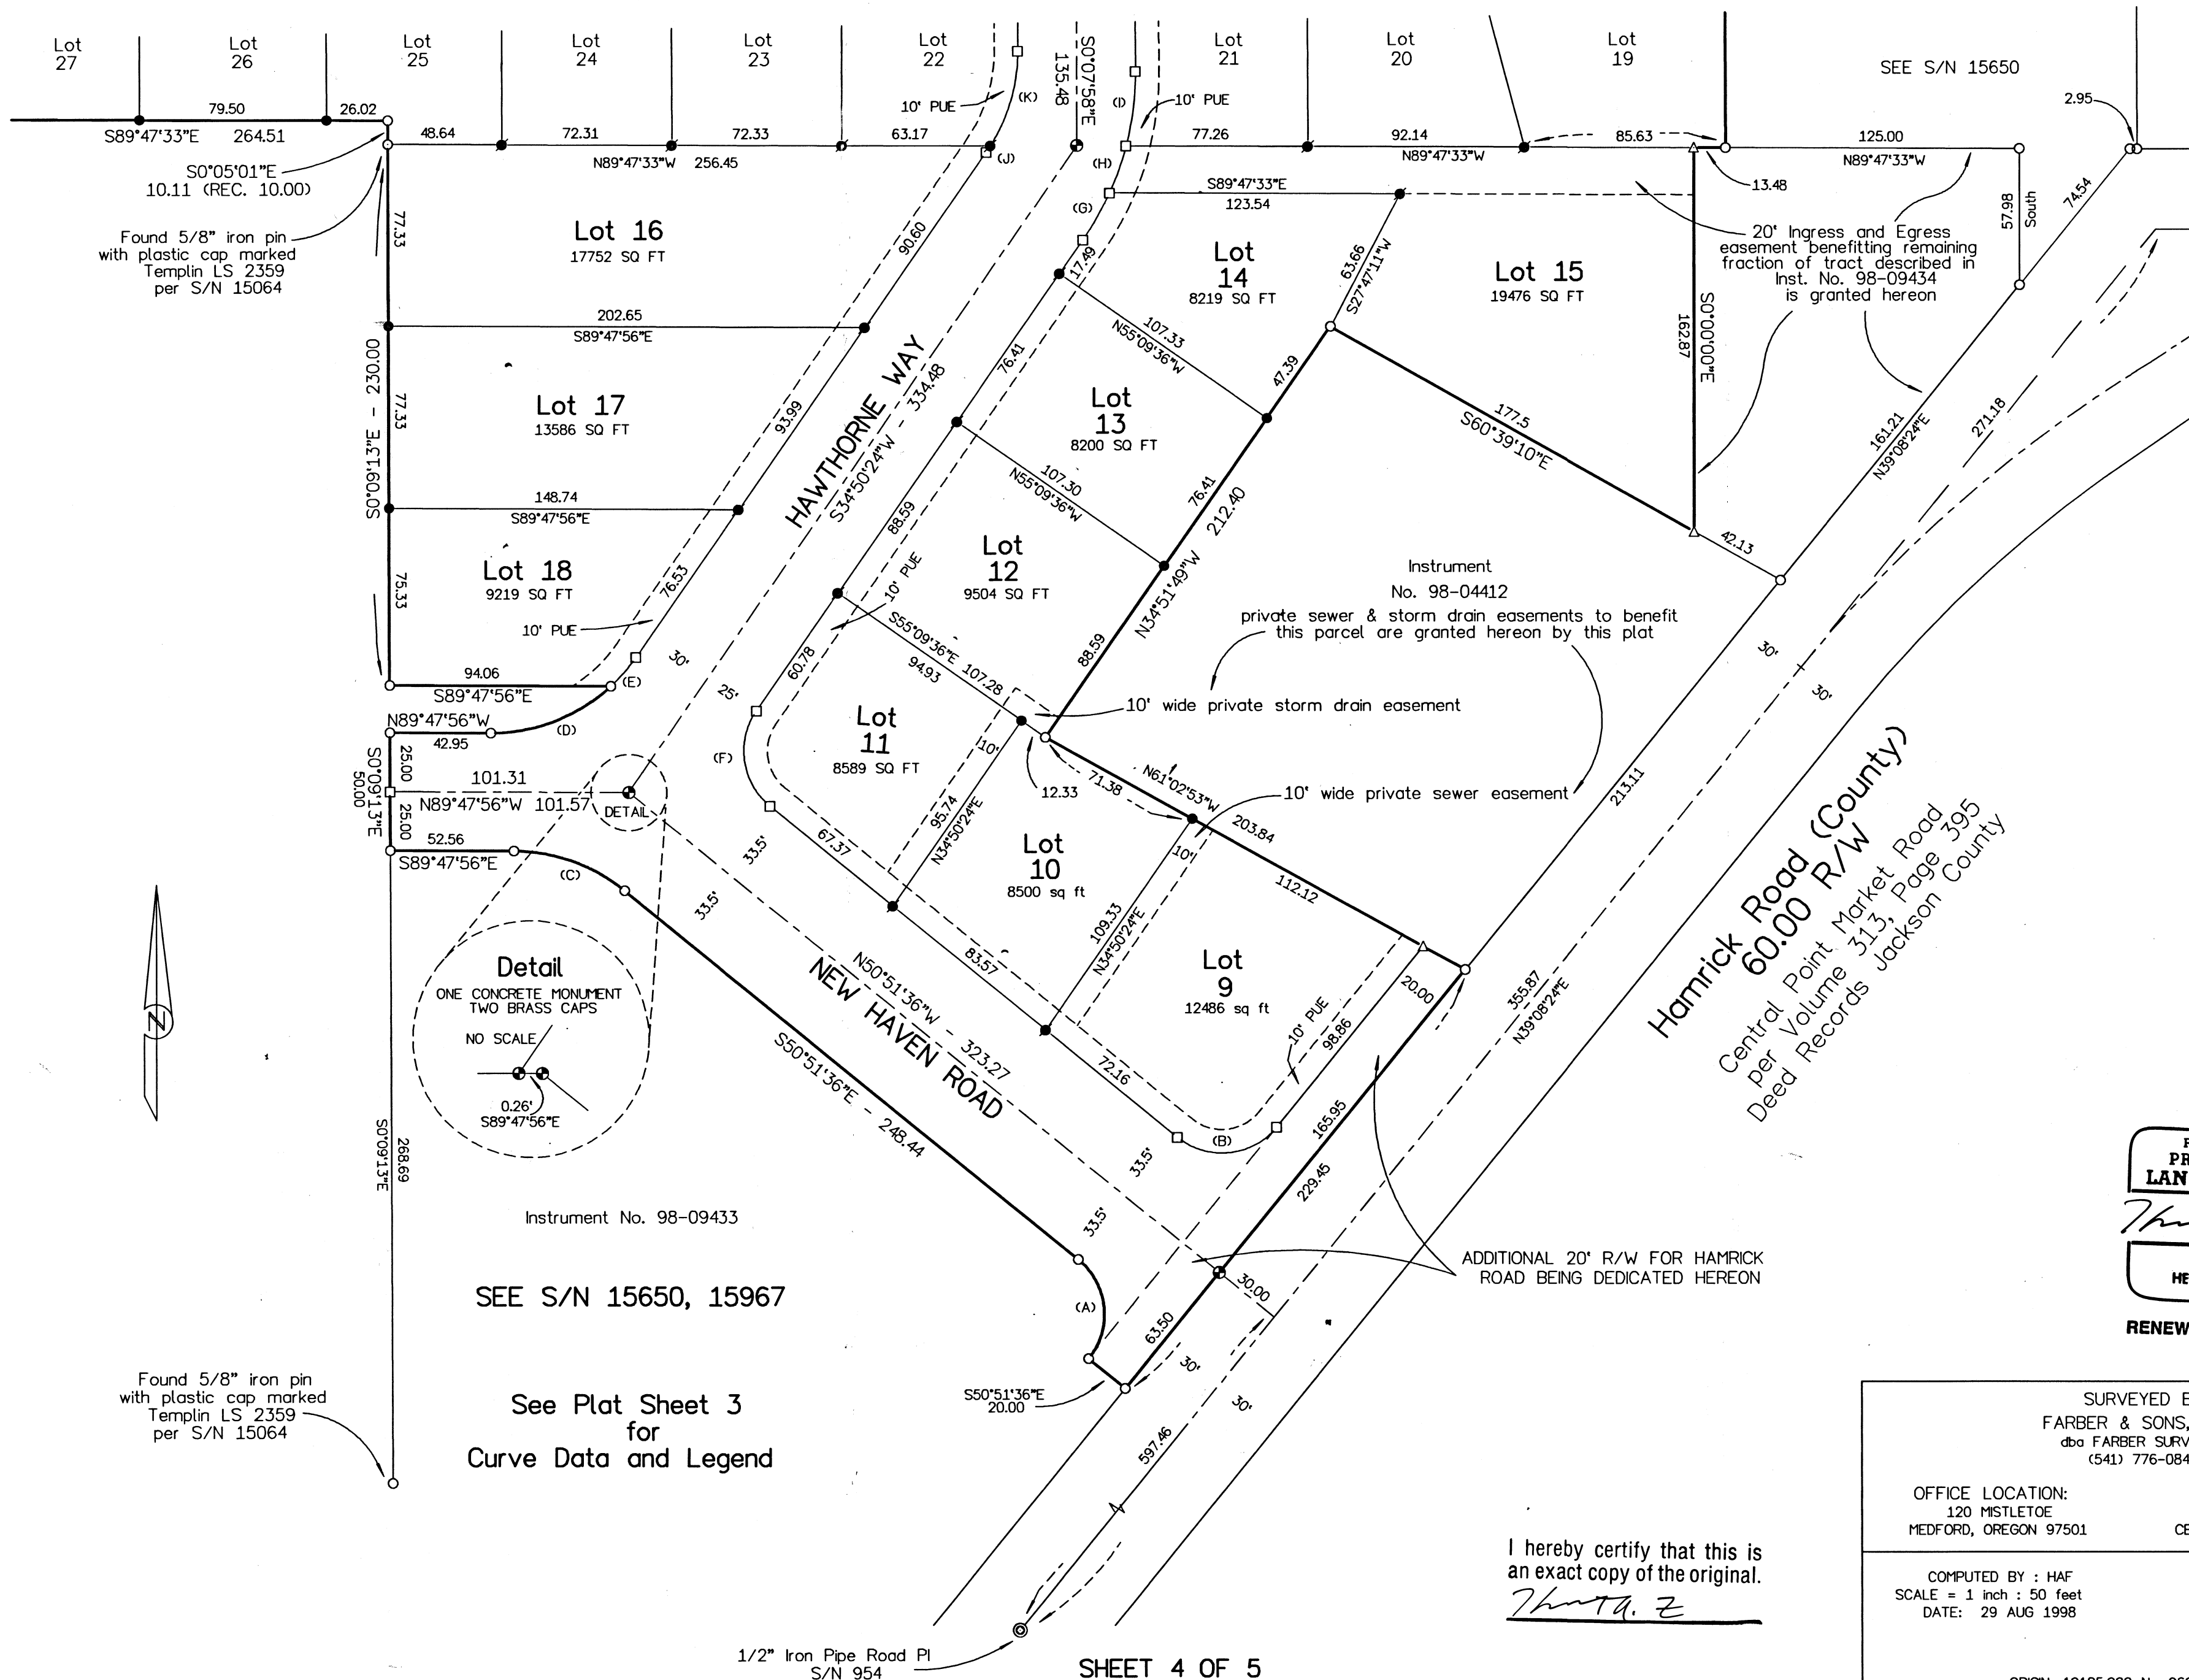 Lot
27
Lot
26
Lot
25
Lot
24
Lot
23
Lot
22
S0°07'58"E
135.48
Lot
21
Lot
20
Lot
19
SEE S/N 15650
2.95
79.50
26.02
S89°47'33"E 264.51
S0°05'01"E
10.11 (REC. 10.00)
48.64
72.31
72.33
63.17
N89°47'33"W 256.45
10' PUE
(K)
(J)
(I)
10' PUE
(H)
77.26
92.14
N89°47'33"W
85.63
125.00
N89°47'33"W
13.48
S89°47'33"E
123.54
(G)
17.49
Found 5/8" iron pin
with plastic cap marked
Templin LS 2359
per S/N 15064
77.33
Lot 16
17752 SQ FT
90.60
Lot
14
8219 SQ FT
63.66
S27°47'11"W
Lot 15
19476 SQ FT
20' Ingress and Egress
easement benefitting remaining
fraction of tract described in
Inst. No. 98-09434
is granted hereon
57.98
South
74.54
S0°00'00"E
162.87
202.65
S89°47'56"E
S0°09'13"E - 230.00
77.33
Lot 17
13586 SQ FT
93.99
HAWTHORNE WAY
S34°50'24"W - 334.48
76.41
107.33
N55°09'36"W
47.39
Lot
13
8200 SQ FT
177.5
S60°39'10"E
161.21
N39°08'24"E
271.18
148.74
S89°47'56"E
75.33
Lot 18
9219 SQ FT
76.53
10' PUE
88.59
107.30
N55°09'36"W
76.41
212.40
N34°51'49"W
42.13
Lot
12
9504 SQ FT
10' PUE
88.59
Instrument
No. 98-04412
private sewer & storm drain easements to benefit
this parcel are granted hereon by this plat
94.06
S89°47'56"E
(E)
30'
25'
60.78
S55°09'36"E 107.28
94.93
10' wide private storm drain easement
30'
30'
N89°47'56"W
42.95
(D)
(F)
Lot
11
8589 SQ FT
10'
12.33
71.38
N61°02'53"W
203.84
10' wide private sewer easement
213.11
Hamrick Road (County)
60.00 R/W
Central Point Market Road
per Volume 313, Page 395
Deed Records Jackson County
S0°09'13"E
50.00
25.00
25.00
101.31
N89°47'56"W 101.57
DETAIL
52.56
S89°47'56"E
(C)
33.5'
33.5'
67.37
95.74
N34°50'24"E
Lot
10
8500 sq ft
10'
112.12
109.33
N34°50'24"E
83.57
Lot
9
12486 sq ft
20.00
355.87
N39°08'24"E
Detail
ONE CONCRETE MONUMENT
TWO BRASS CAPS
NO SCALE
0.26'
S89°47'56"E
N50°51'36"W - 323.27
NEW HAVEN ROAD
S50°51'36"E - 248.44
72.16
10' PUE
98.86
(B)
165.95
229.45
N
S0°09'13"E
268.69
33.5'
33.5'
Instrument No. 98-09433
SEE S/N 15650, 15967
ADDITIONAL 20' R/W FOR HAMRICK
ROAD BEING DEDICATED HEREON
(A)
30.00
63.50
30'
30'
S50°51'36"E
20.00
LAN
RENEW
Found 5/8" iron pin
with plastic cap marked
Templin LS 2359
per S/N 15064
See Plat Sheet 3
for
Curve Data and Legend
597.46
SURVEYED B
FARBER & SONS,
dba FARBER SURV
(541) 776-084
OFFICE LOCATION:
120 MISTLETOE
MEDFORD, OREGON 97501
CE
I hereby certify that this is
an exact copy of the original.
COMPUTED BY : HAF
SCALE = 1 inch : 50 feet
DATE: 29 AUG 1998
1/2" Iron Pipe Road PI
S/N 954
SHEET 4 OF 5